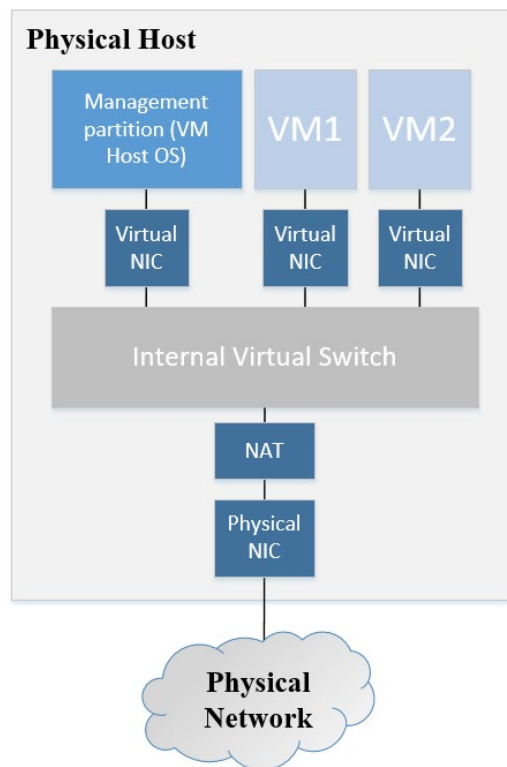 Physical Host
Management
partition (VM
Host OS)
VM1
VM2
Virtual
NIC
Virtual
NIC
Virtual
NIC
Internal Virtual Switch
NAT
Physical
NIC
Physical
Network